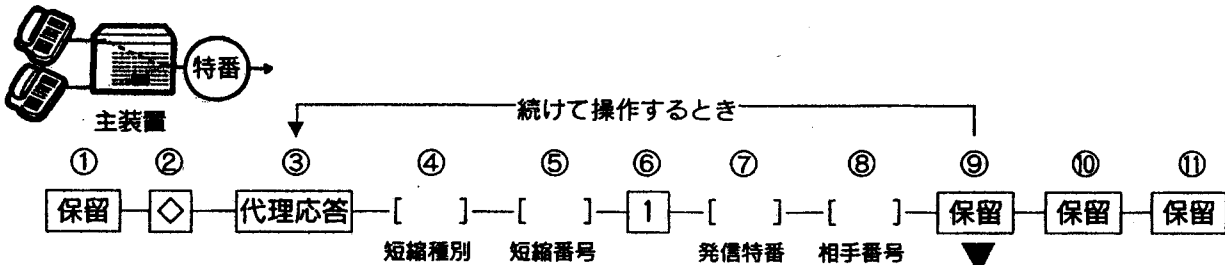 特番
主装置
続けて操作するとき
① ② ③ ④ ⑤ ⑥ ⑦ ⑧ ⑨ ⑩ ⑪
保留 ◇ 代理応答 [ ] [ ] 1 [ ] [ ] 保留 保留 保留
短縮種別 短縮番号 発信特番 相手番号